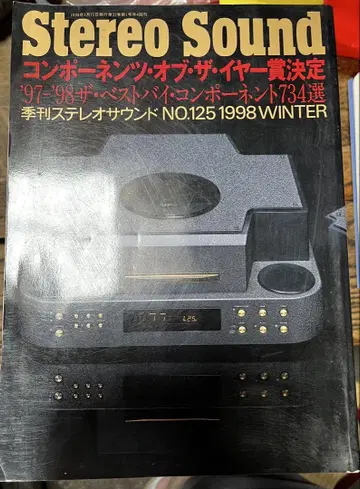 Stereo Sound
コンポーネンツ・オブ・ザ・イヤー賞決定
'97-'98ザ・ベストバイ・コンポーネント734選
季刊ステレオサウンド NO.125 1998 WINTER